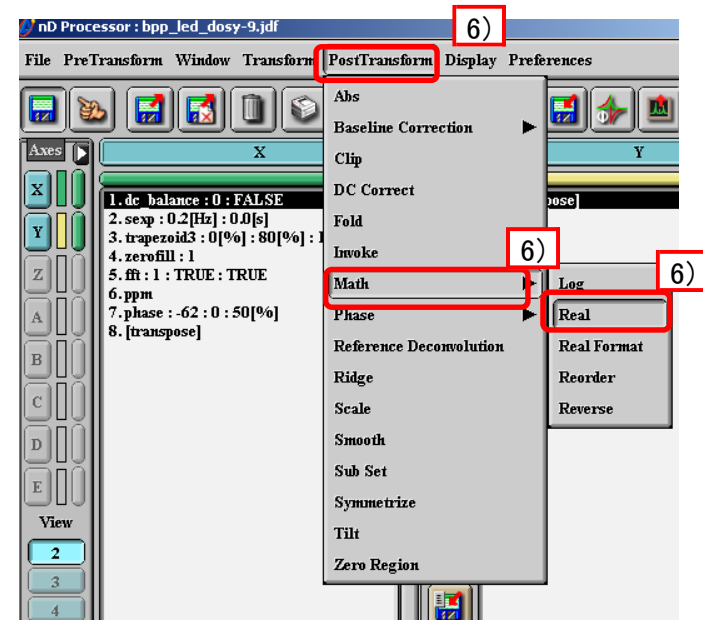 nD Processor : bpp_led_dosy-9.jdf
6)
File PreTransform Window Transform PostTransform Display Preferences
Axes
X
Y
X
Y
Z
A
B
C
D
E
View
2
3
4
1. dc_balance : 0 : FALSE
2. sexp : 0.2[Hz] : 0.0[s]
3. trapezoid3 : 0[%] : 80[%] :
4. zerofill : 1
5. fft : 1 : TRUE : TRUE
6. ppm
7. phase : -62 : 0 : 50[%]
8. [transpose]
pose]
Abs
Baseline Correction
Clip
DC Correct
Fold
Invoke
6)
Math
Phase
Reference Deconvolution
Ridge
Scale
Smooth
Sub Set
Symmetrize
Tilt
Zero Region
6)
Log
Real
Real Format
Reorder
Reverse